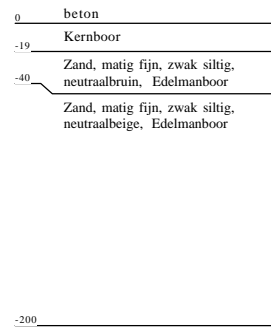 beton
0
Kernboor
-19
Zand, matig fijn, zwak siltig,
neutraalbruin, Edelmanboor
-40
Zand, matig fijn, zwak siltig,
neutraalbeige, Edelmanboor
-200